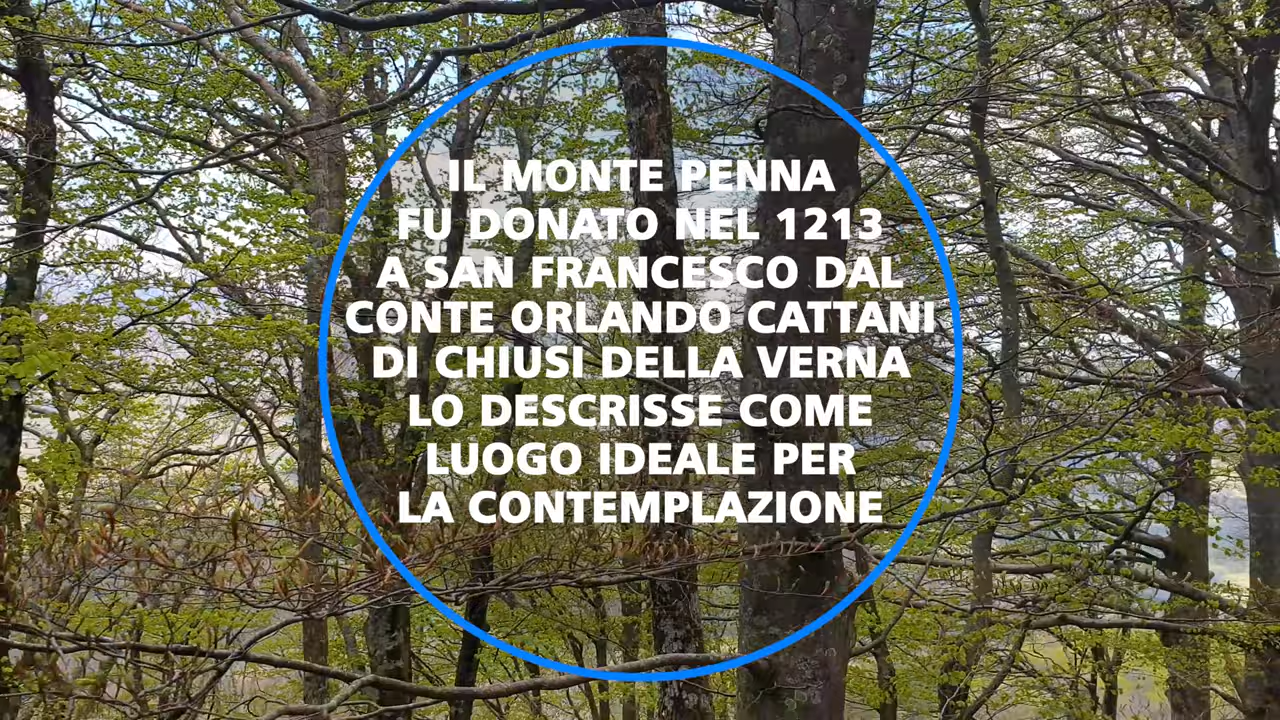 IL MONTE PENNA
FU DONATO NEL 1213
A SAN FRANCESCO DAL
CONTE ORLANDO CATTANI
DI CHIUSI DELLA VERNA
LO DESCRISSE COME
LUOGO IDEALE PER
LA CONTEMPLAZIONE